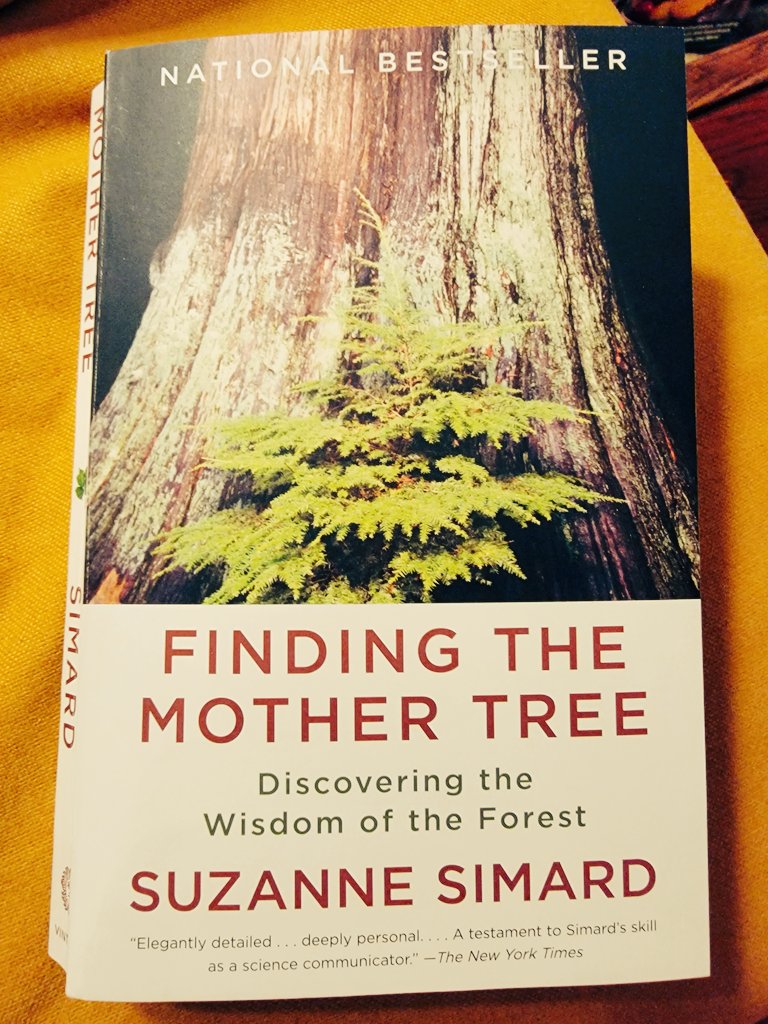 NATIONAL BESTSELLER
MOTHER TREE
SIMARD
FINDING THE
MOTHER TREE
Discovering the
Wisdom of the Forest
SUZANNE SIMARD
“Elegantly detailed . . . deeply personal. . . . A testament to Simard’s skill
as a science communicator.” —The New York Times